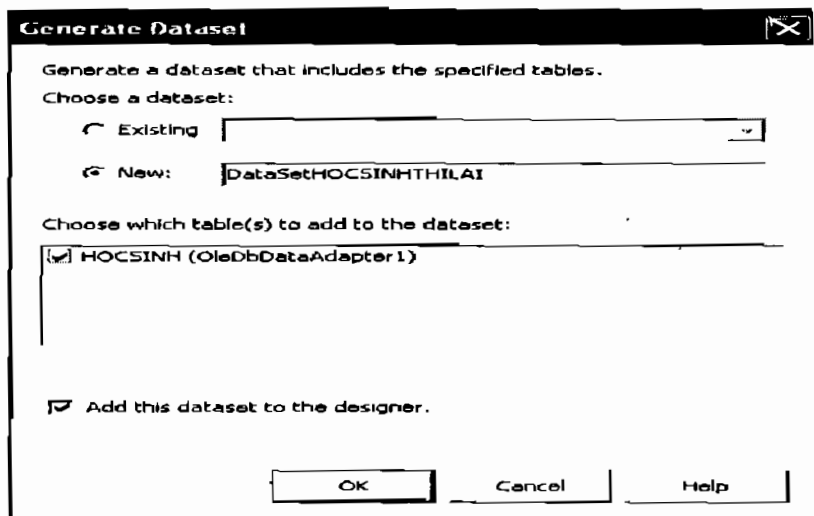 Generate Dataset
Generate a dataset that includes the specified tables.
Choose a dataset:
Existing
New: DataSetHOCSINHTHILAI
Choose which table(s) to add to the dataset:
HOCSINH (OleDbDataAdapter1)
Add this dataset to the designer.
OK Cancel Help